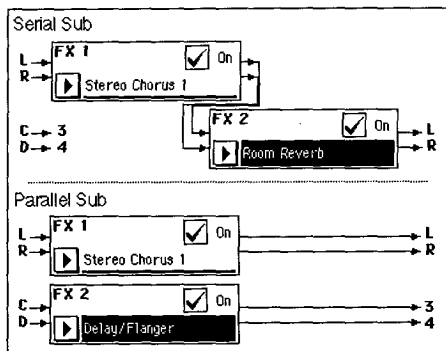 Serial Sub
FX 1
L
R
On
Stereo Chorus 1
C 3
D 4
FX 2
On
Room Reverb
L
R
Parallel Sub
FX 1
L
R
On
Stereo Chorus 1
L
R
FX 2
C
D
On
Delay/Flanger
3
4